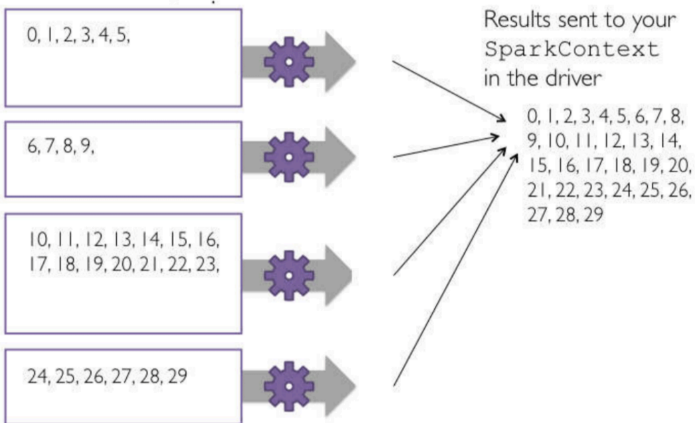 0, 1, 2, 3, 4, 5,
6, 7, 8, 9,
10, 11, 12, 13, 14, 15, 16,
17, 18, 19, 20, 21, 22, 23,
24, 25, 26, 27, 28, 29
Results sent to your
SparkContext
in the driver
0, 1, 2, 3, 4, 5, 6, 7, 8,
9, 10, 11, 12, 13, 14,
15, 16, 17, 18, 19, 20,
21, 22, 23, 24, 25, 26,
27, 28, 29